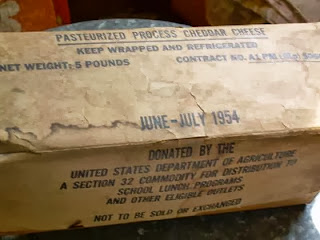 PASTEURIZED PROCESS CHEDDAR CHEESE
KEEP WRAPPED AND REFRIGERATED
NET WEIGHT: 5 POUNDS CONTRACT NO. A1 PM
JUNE-JULY 1954
DONATED BY THE
UNITED STATES DEPARTMENT OF AGRICULTURE
A SECTION 32 COMMODITY FOR DISTRIBUTION TO
SCHOOL LUNCH PROGRAMS
AND OTHER ELIGIBLE OUTLETS
NOT TO BE SOLD OR EXCHANGED